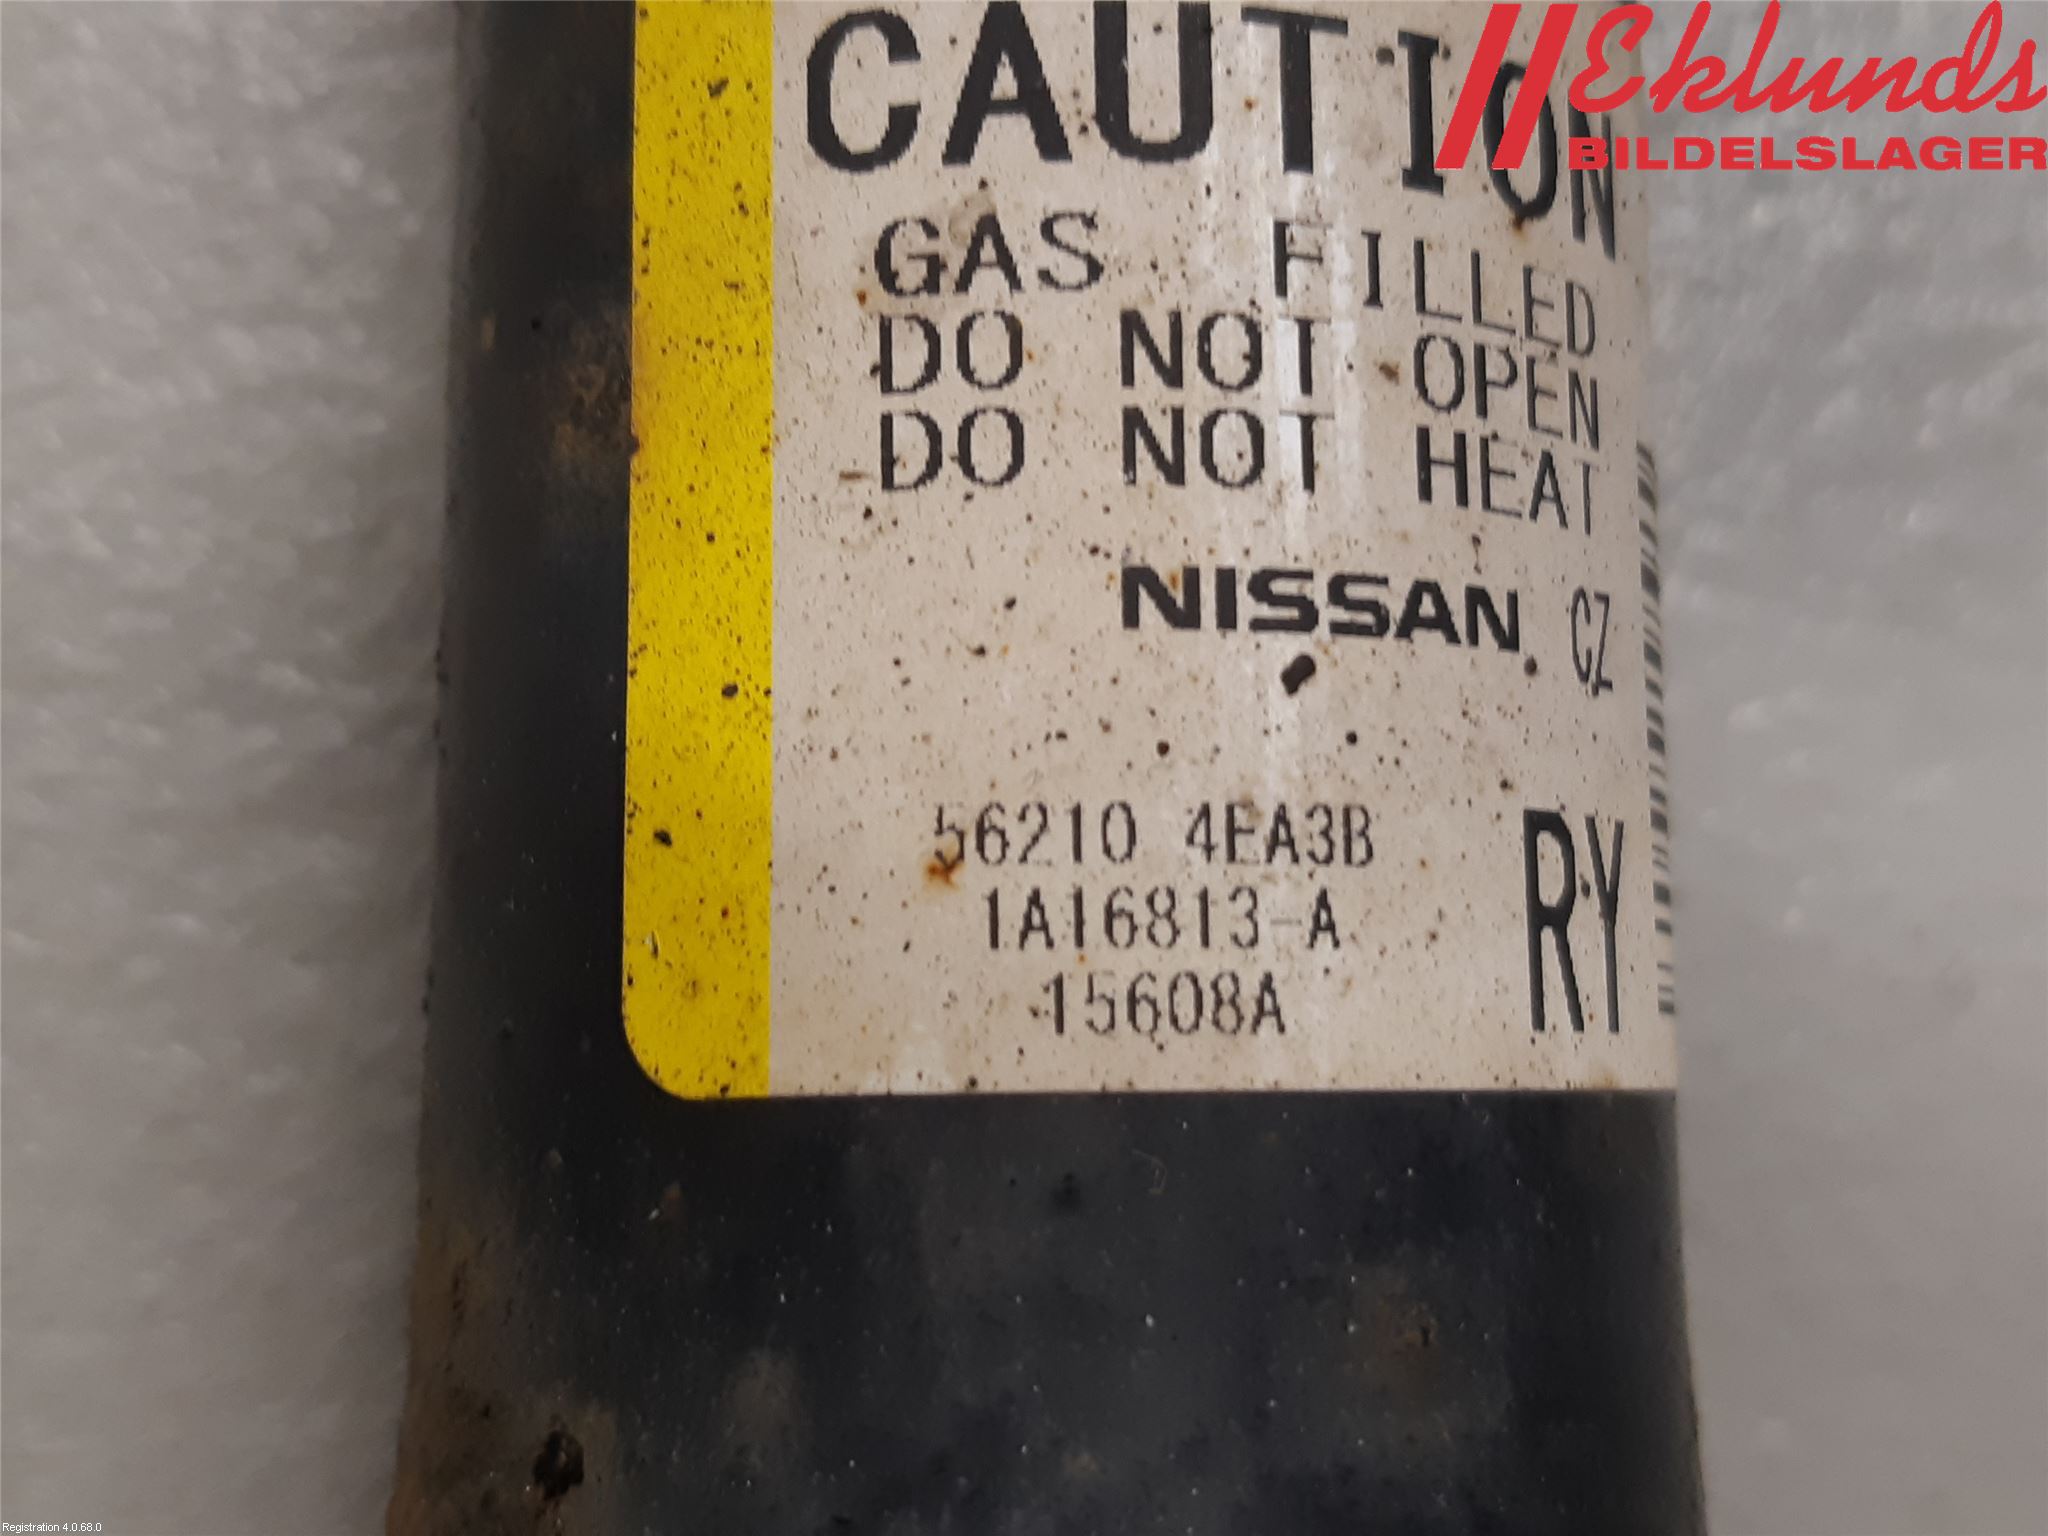 CAUTION
Eklunds
BILDELSLAGER
GAS FILLED
DO NOT OPEN
DO NOT HEAT
NISSAN CZ
56210 4EA3B
1A16813-A
15608A
RY
Registration 4.0.68.0